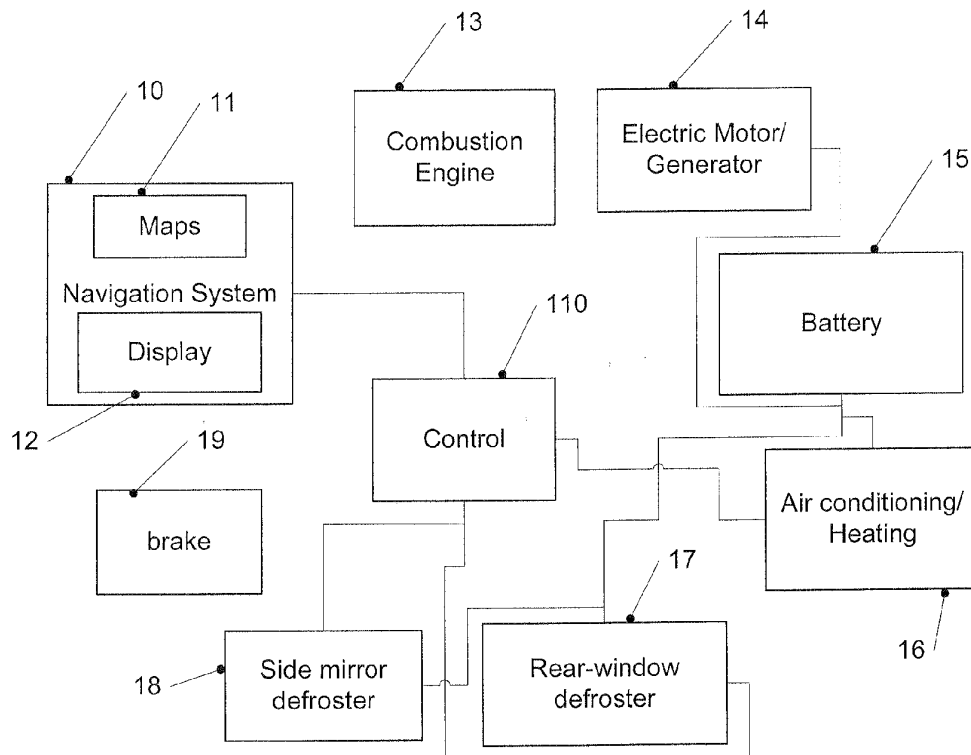 13
14
10
11
Combustion
Engine
Electric Motor/
Generator
15
Maps
Navigation System
110
Battery
Display
12
19
Control
brake
Air conditioning/
Heating
17
18
Side mirror
defroster
Rear-window
defroster
16